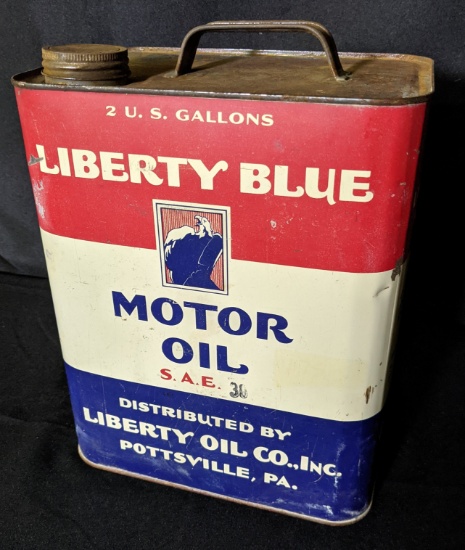 2 U. S. GALLONS
LIBERTY BLUE
MOTOR
OIL
S. A. E. 30
DISTRIBUTED BY
LIBERTY OIL CO., INC.
POTTSVILLE, PA.